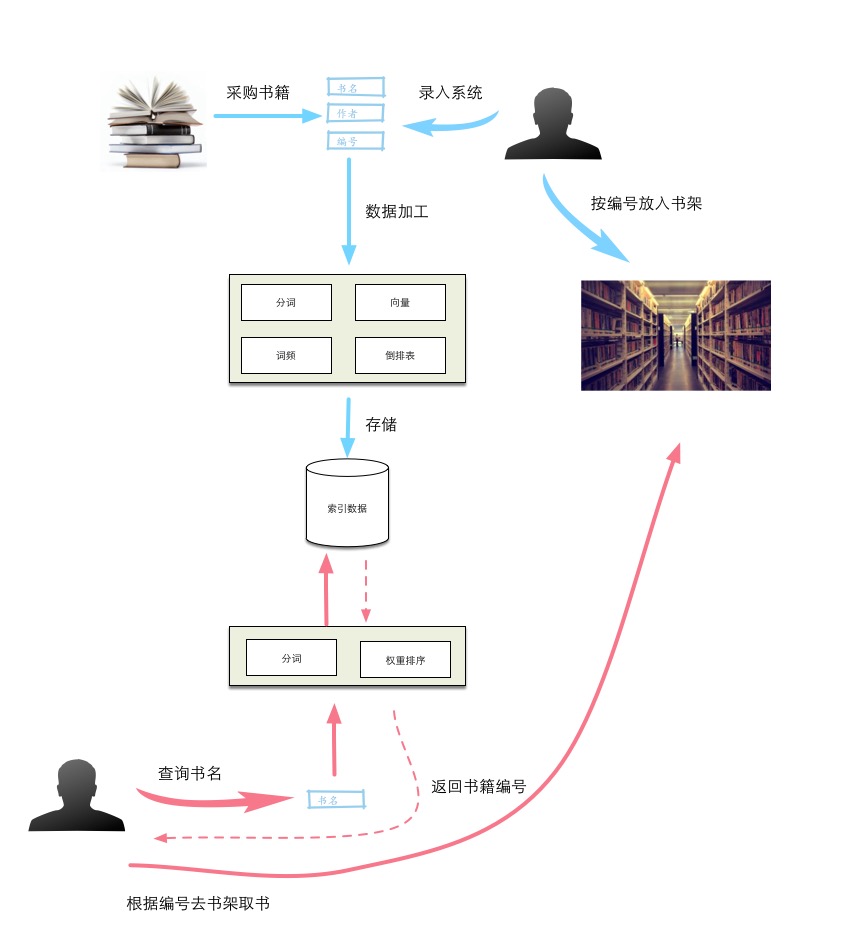 采购书籍
书名
作者
编号
录入系统
按编号放入书架
数据加工
分词
向量
词频
倒排表
存储
索引数据
分词
权重排序
查询书名
书名
返回书籍编号
根据编号去书架取书